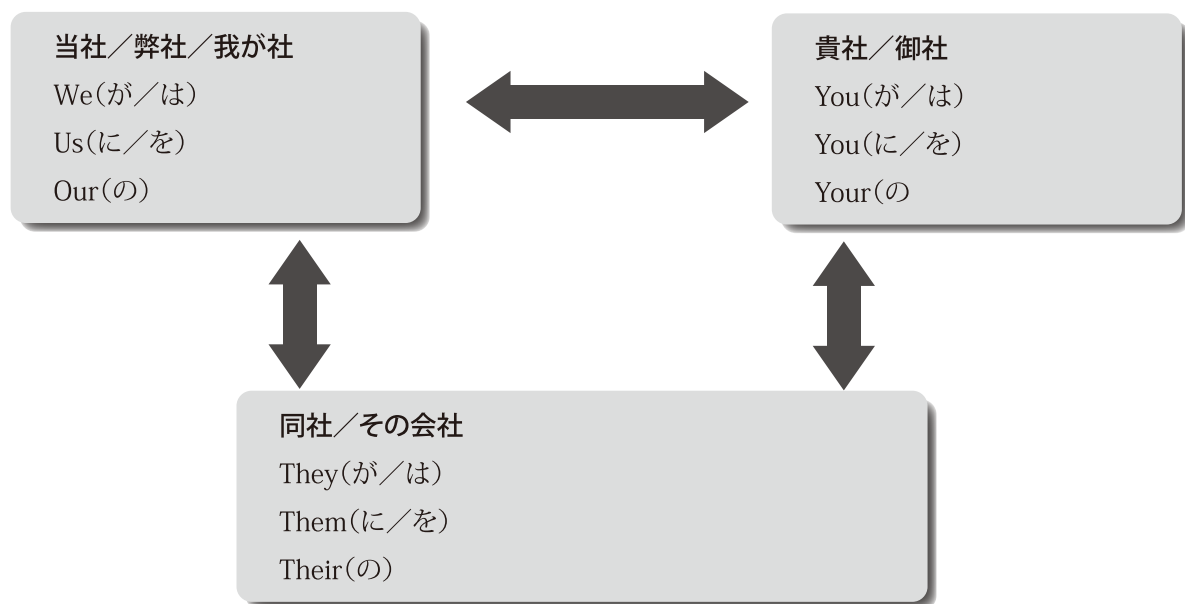 当社／弊社／我が社
We（が／は）
Us（に／を）
Our（の）
貴社／御社
You（が／は）
You（に／を）
Your（の
同社／その会社
They（が／は）
Them（に／を）
Their（の）